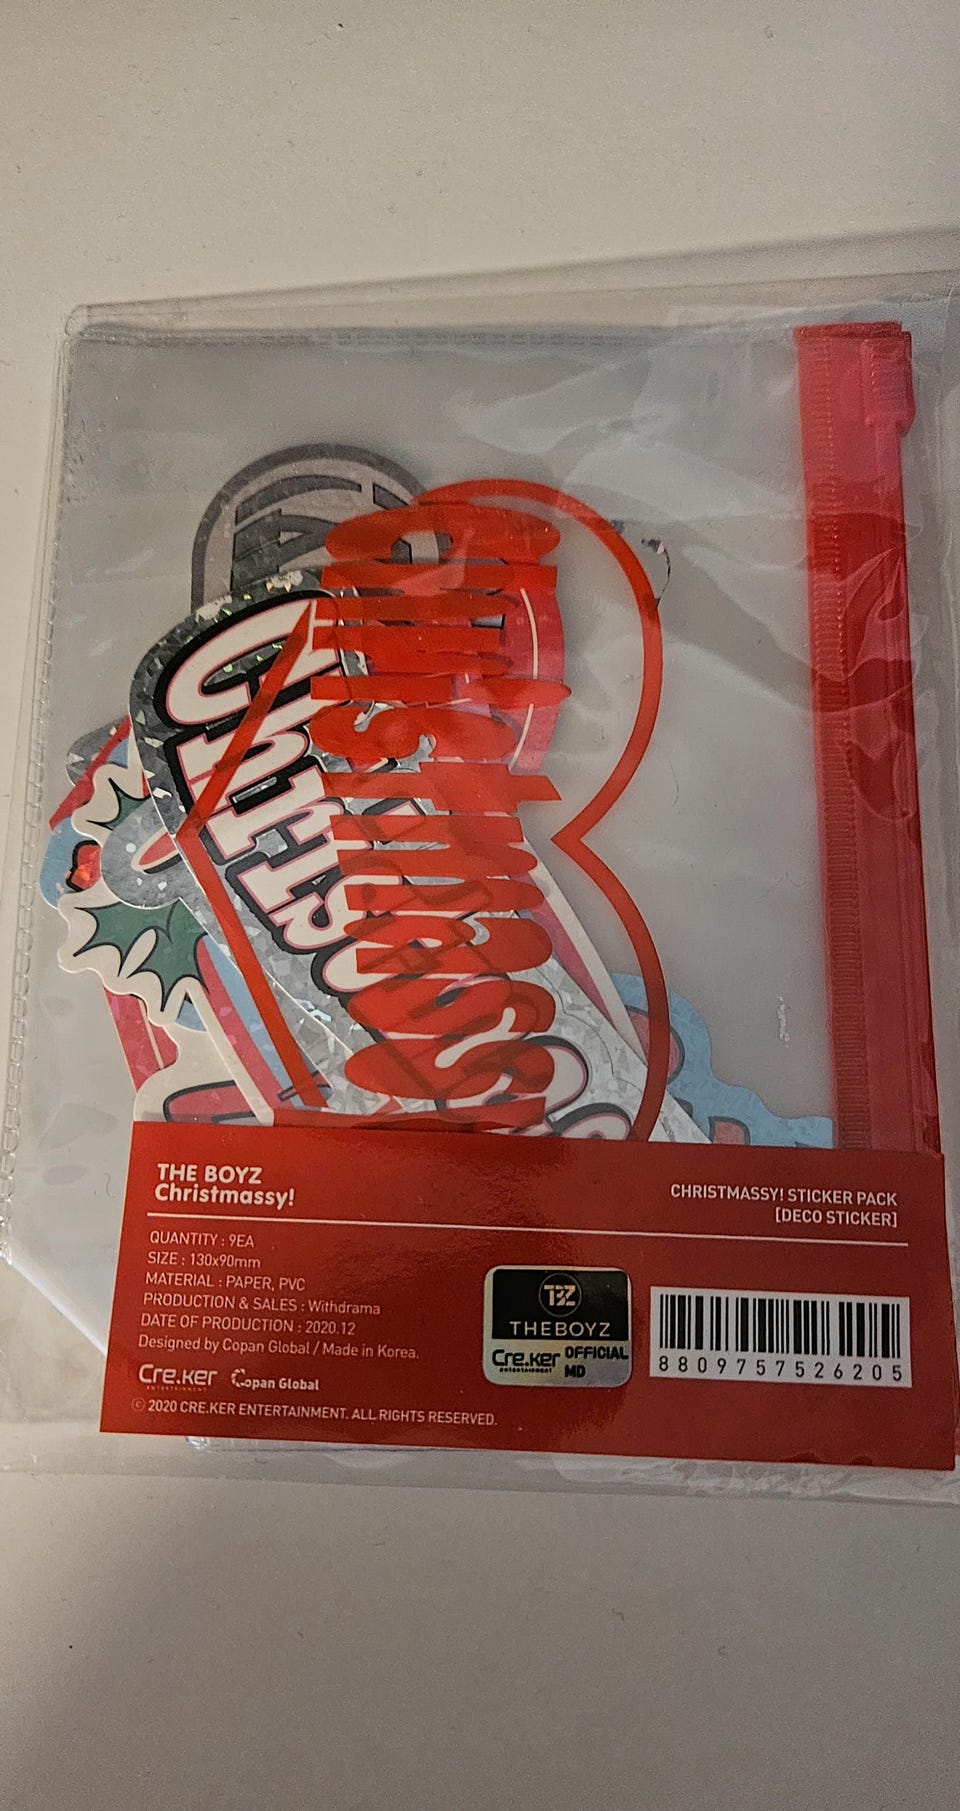 Christmassy
Christmass
THE BOYZ
Christmassy!
CHRISTMASSY! STICKER PACK
[DECO STICKER]
QUANTITY : 9EA
SIZE : 130x90mm
MATERIAL : PAPER, PVC
PRODUCTION & SALES : Withdrama
DATE OF PRODUCTION : 2020.12
Designed by Copan Global / Made in Korea.
Cre.ker
ENTERTAINMENT
Copan Global
ⓒ 2020 CRE.KER ENTERTAINMENT. ALL RIGHTS RESERVED.
TBZ
THEBOYZ
Cre.ker OFFICIAL
ENTERTAINMENT MD
8809757526205